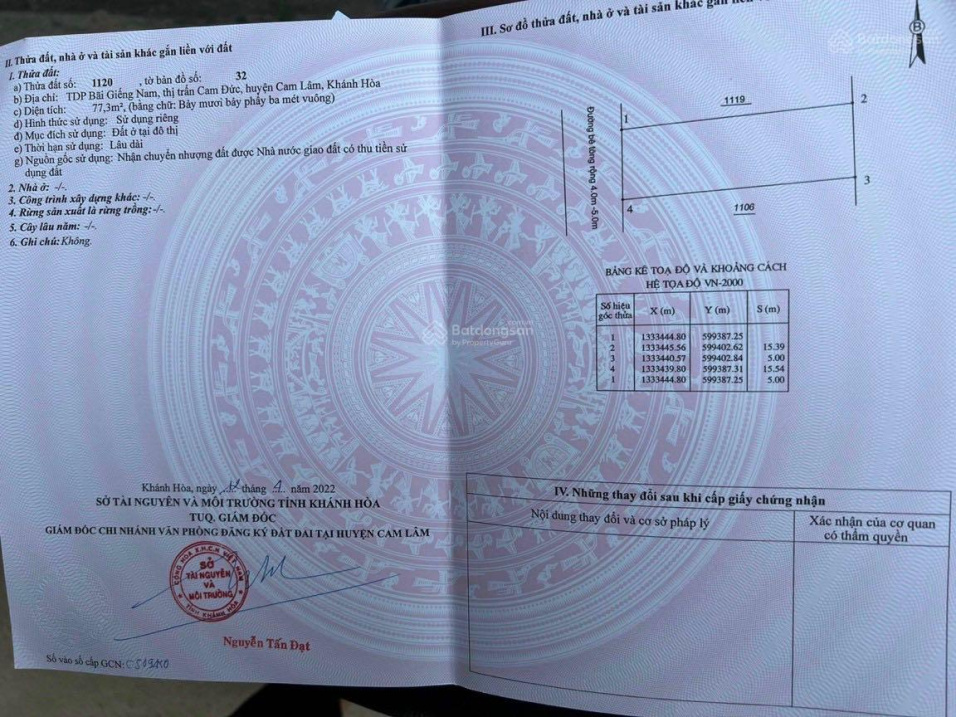 II. Thửa đất, nhà ở và tài sản khác gắn liền với đất
1. Thửa đất:
a) Thửa đất số: 1120 , tờ bản đồ số: 32
b) Địa chỉ: TDP Bãi Giếng Nam, thị trấn Cam Đức, huyện Cam Lâm, Khánh Hòa
c) Diện tích: 77,3m², (bằng chữ: Bảy mươi bảy phẩy ba mét vuông)
d) Hình thức sử dụng: Sử dụng riêng
đ) Mục đích sử dụng: Đất ở tại đô thị
e) Thời hạn sử dụng: Lâu dài
g) Nguồn gốc sử dụng: Nhận chuyển nhượng đất được Nhà nước giao đất có thu tiền sử
dụng đất
2. Nhà ở: -/-.
3. Công trình xây dựng khác: -/-.
4. Rừng sản xuất là rừng trồng: -/-.
5. Cây lâu năm: -/-.
6. Ghi chú: Không.
Khánh Hòa, ngày tháng năm 2022
SỞ TÀI NGUYÊN VÀ MÔI TRƯỜNG TỈNH KHÁNH HÒA
TUQ. GIÁM ĐỐC
GIÁM ĐỐC CHI NHÁNH VĂN PHÒNG ĐĂNG KÝ ĐẤT ĐAI TẠI HUYỆN CAM LÂM
CỘNG HÒA X.H.C.N VIỆT NAM
SỞ
TÀI NGUYÊN
VÀ
MÔI TRƯỜNG
TỈNH KHÁNH HÒA
Nguyễn Tấn Đạt
Số vào sổ cấp GCN:
III. Sơ đồ thửa đất, nhà ở và tài sản khác gắn
B
1119
1
2
3
4
1106
Đường bê tông rộng 4.0m -5.0m
BẢNG KÊ TOẠ ĐỘ VÀ KHOẢNG CÁCH
HỆ TỌA ĐỘ VN-2000
Số hiệu góc thửa X (m) Y (m) S (m)
1 1333444.80 599387.25
2 1333445.56 599402.62 15.39
3 1333440.57 599402.84 5.00
4 1333439.80 599387.31 15.54
1 1333444.80 599387.25 5.00
IV. Những thay đổi sau khi cấp giấy chứng nhận
Nội dung thay đổi và cơ sở pháp lý
Xác nhận của cơ quan
có thẩm quyền
Batdongsan
by PropertyGuru
Batdongsan